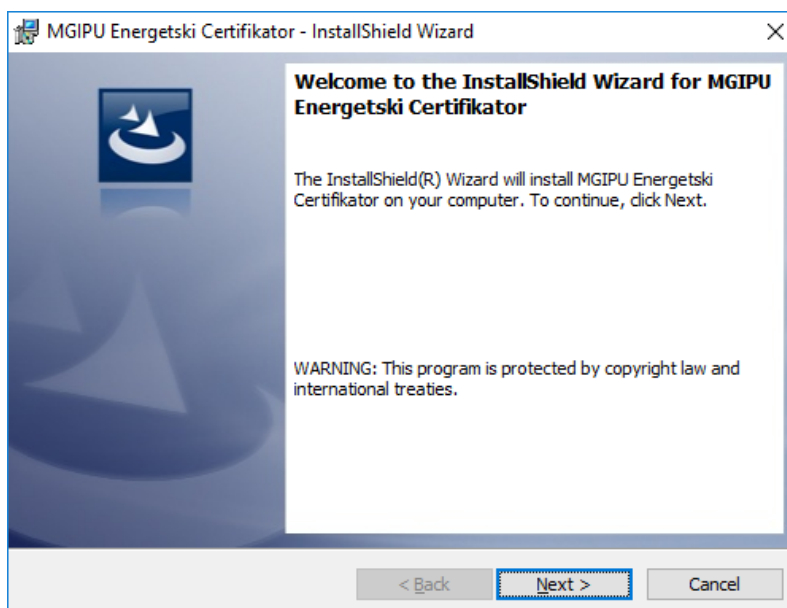 MGIPU Energetski Certifikator - InstallShield Wizard
Welcome to the InstallShield Wizard for MGIPU
Energetski Certifikator
The InstallShield(R) Wizard will install MGIPU Energetski
Certifikator on your computer. To continue, click Next.
WARNING: This program is protected by copyright law and
international treaties.
< Back
Next >
Cancel